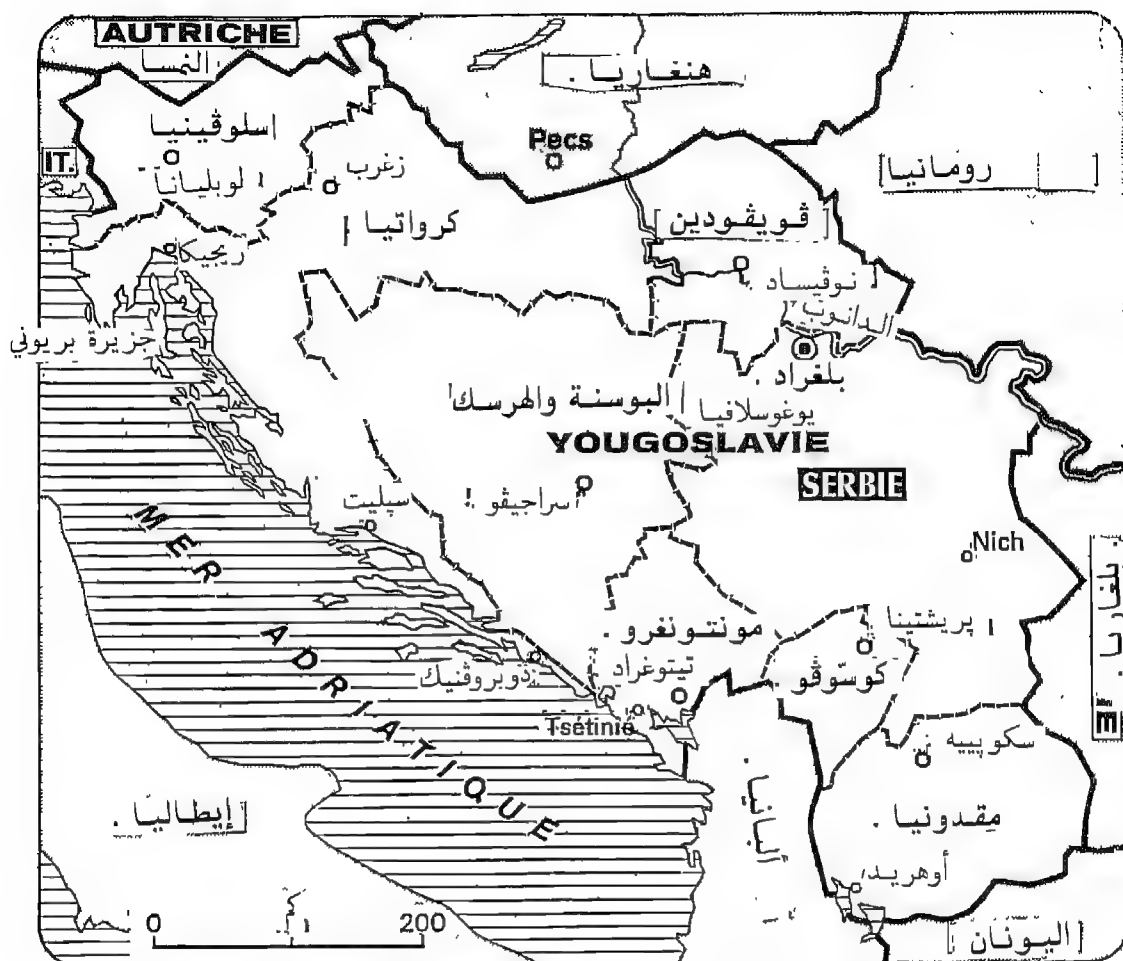 AUTRICHE
النمسا
هنغاريا .
اسلوڤينيا
Pecs
IT.
لوبليانا
زغرب
رومانيا
كرواتيا
ڤويڤودين
ريجيكا
نوڤيساد
الدانوب
جزيرة بريوني
بلغراد .
البوسنة والهرسك
يوغوسلافيا
YOUGOSLAVIE
SERBIE
سراجيڤو
سپليت
Nich
بلغاريا .
پريشتينا
مونتونغرو .
كوسوڤو .
تيتوغراد
دوبروڤنيك
Tsétinié
سكوپييه
MER ADRIATIQUE
ألبانيا
إيطاليا .
مقدونيا .
أوهريد
اليونان
0
200